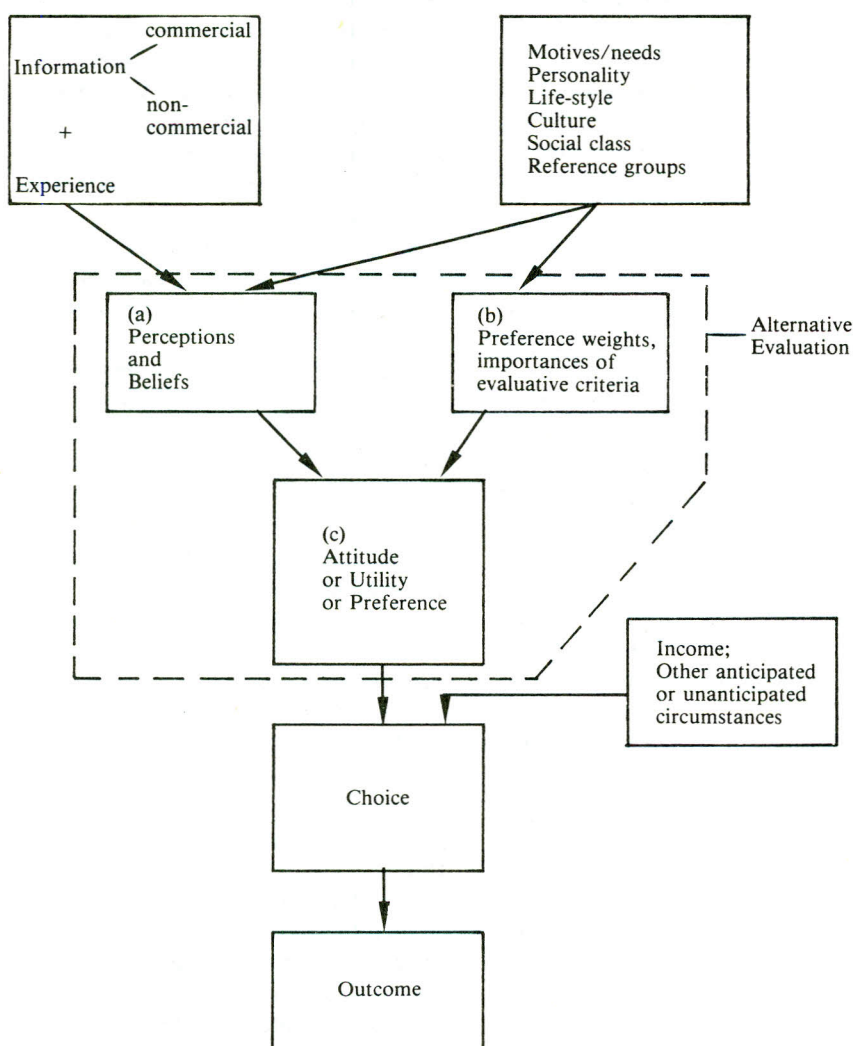 commercial
Information
non-
commercial
+
Experience
Motives/needs
Personality
Life-style
Culture
Social class
Reference groups
(a)
Perceptions
and
Beliefs
(b)
Preference weights,
importances of
evaluative criteria
Alternative
Evaluation
(c)
Attitude
or Utility
or Preference
Income;
Other anticipated
or unanticipated
circumstances
Choice
Outcome